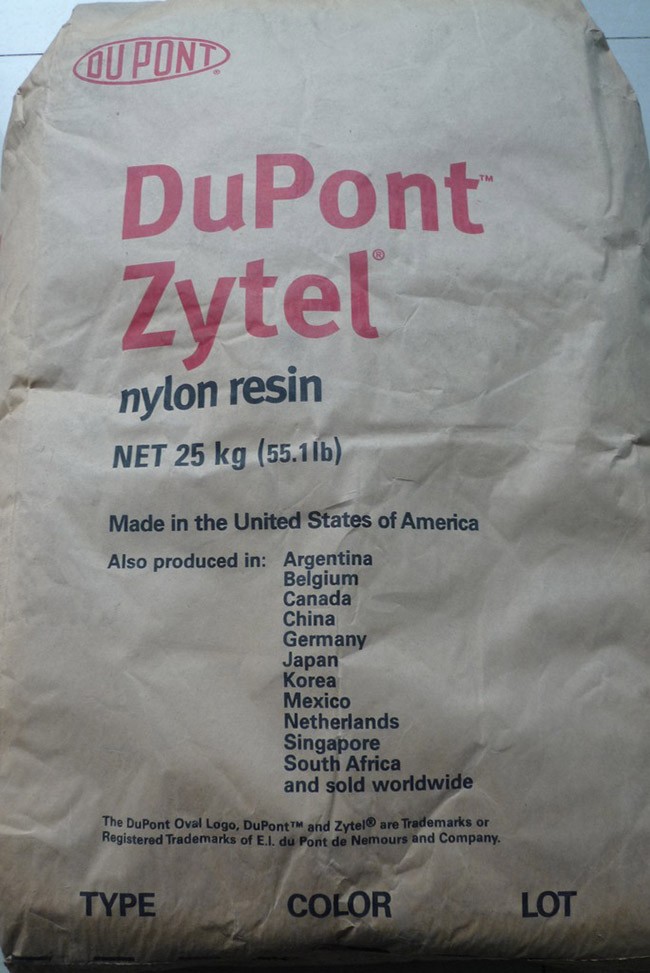 DU PONT®
DuPont™
Zytel®
nylon resin
NET 25 kg (55.1lb)
Made in the United States of America
Also produced in: Argentina
Belgium
Canada
China
Germany
Japan
Korea
Mexico
Netherlands
Singapore
South Africa
and sold worldwide
The DuPont Oval Logo, DuPont™ and Zytel® are Trademarks or
Registered Trademarks of E.I. du Pont de Nemours and Company.
TYPE COLOR LOT